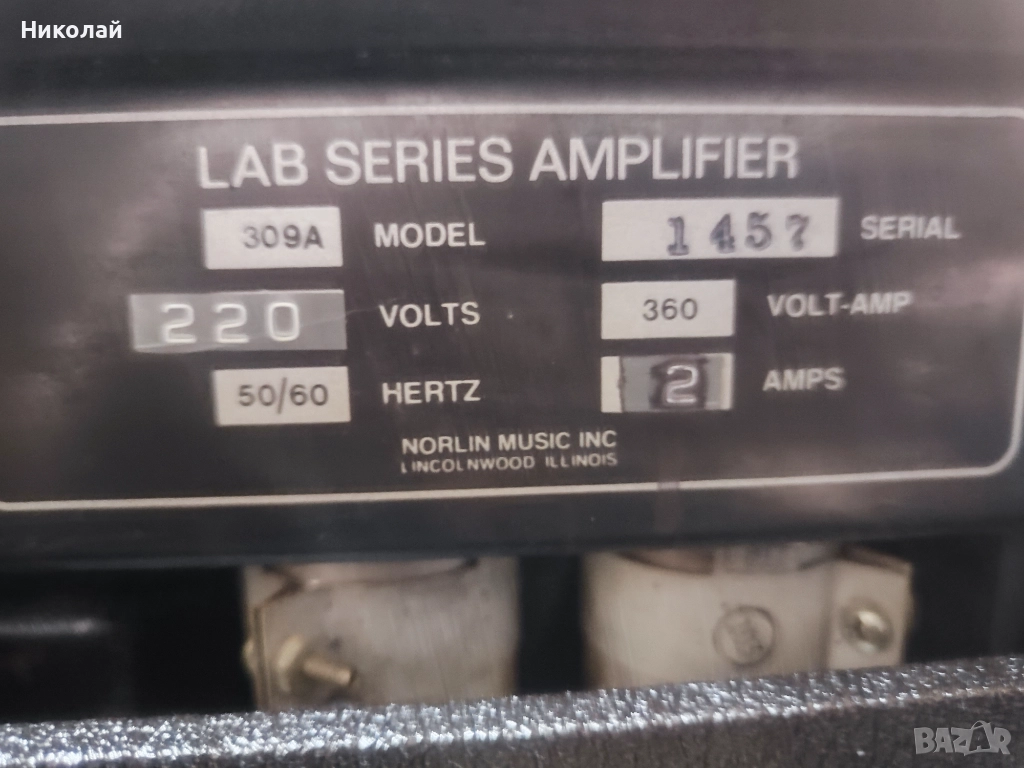 Николай
LAB SERIES AMPLIFIER
309A MODEL 1457 SERIAL
220 VOLTS 360 VOLT-AMP
50/60 HERTZ 2 AMPS
NORLIN MUSIC INC
LINCOLNWOOD ILLINOIS
BAZAR